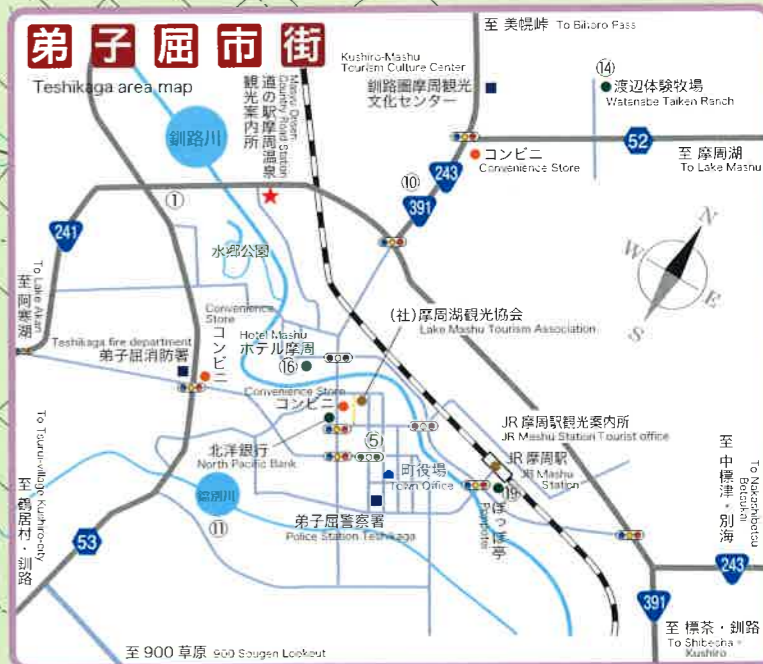 弟子屈市街
Teshikaga area map
釧路川
観光案内所
道の駅摩周温泉
Masyu Onsen
Country Road Station
Kushiro-Mashu
Tourism Culture Center
釧路圏摩周観光
文化センター
至 美幌峠 To Bihoro Pass
⑭
渡辺体験牧場
Watanabe Taiken Ranch
52
コンビニ
Convenience Store
至 摩周湖
To Lake Mashu
⑩
243
391
①
241
至 阿寒湖
To Lake Akan
水郷公園
N
W
E
S
Convenience
Store
コンビニ
Teshikaga fire department
弟子屈消防署
Hotel Mashu
ホテル摩周
⑯
(社)摩周湖観光協会
Lake Mashu Tourism Association
Convenience Store
コンビニ
北洋銀行
North Pacific Bank
⑤
JR 摩周駅観光案内所
JR Mashu Station Tourist office
JR 摩周駅
JR Mashu
Station
町役場
Town Office
⑲
ぽっぽ亭
Poppotei
弟子屈警察署
Police Station Teshikaga
⑪
53
至 鶴居村・釧路
To Tsurui-village Kushiro-city
至 中標津・別海
To Nakashibetsu
Betsukai
243
391
至 標茶・釧路
To Shibecha・
Kushiro
至 900 草原 900 Sougen Lookout